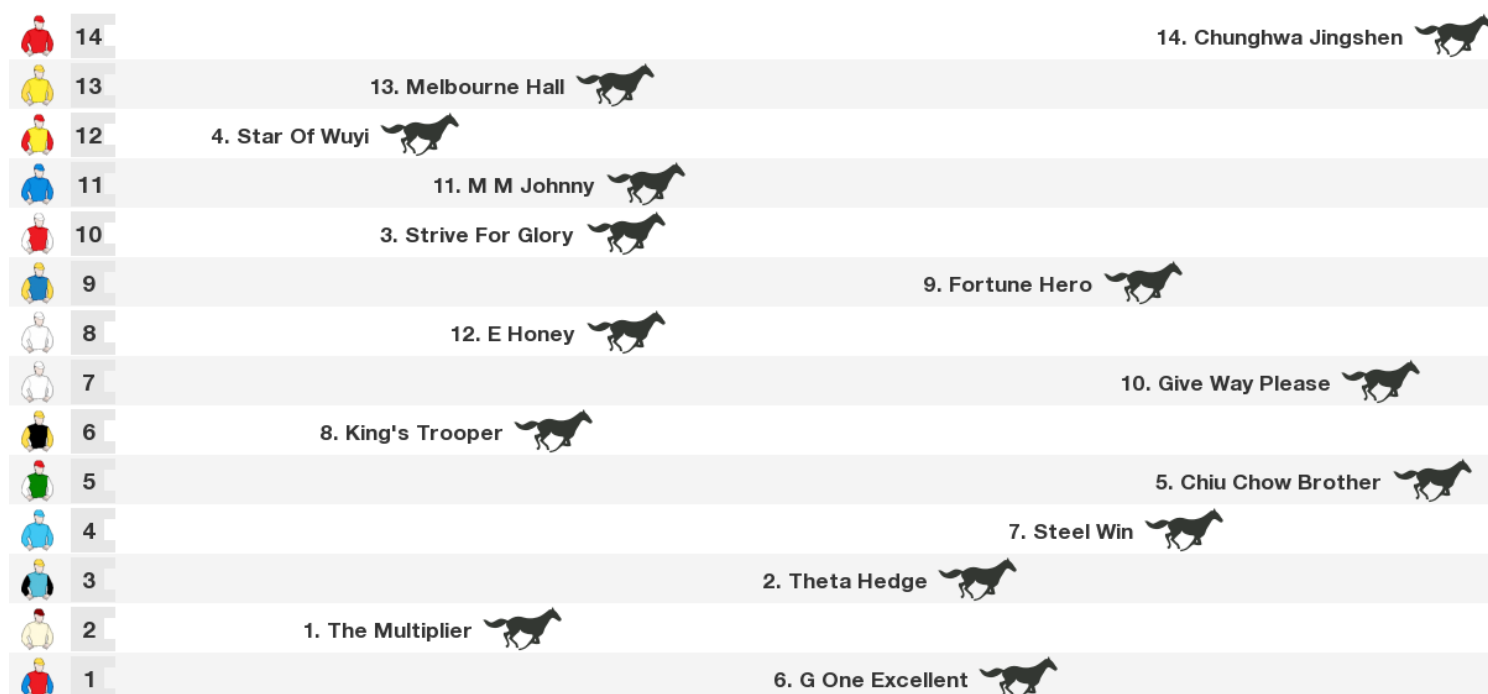 14 14. Chunghwa Jingshen
13 13. Melbourne Hall
12 4. Star Of Wuyi
11 11. M M Johnny
10 3. Strive For Glory
9 9. Fortune Hero
8 12. E Honey
7 10. Give Way Please
6 8. King's Trooper
5 5. Chiu Chow Brother
4 7. Steel Win
3 2. Theta Hedge
2 1. The Multiplier
1 6. G One Excellent